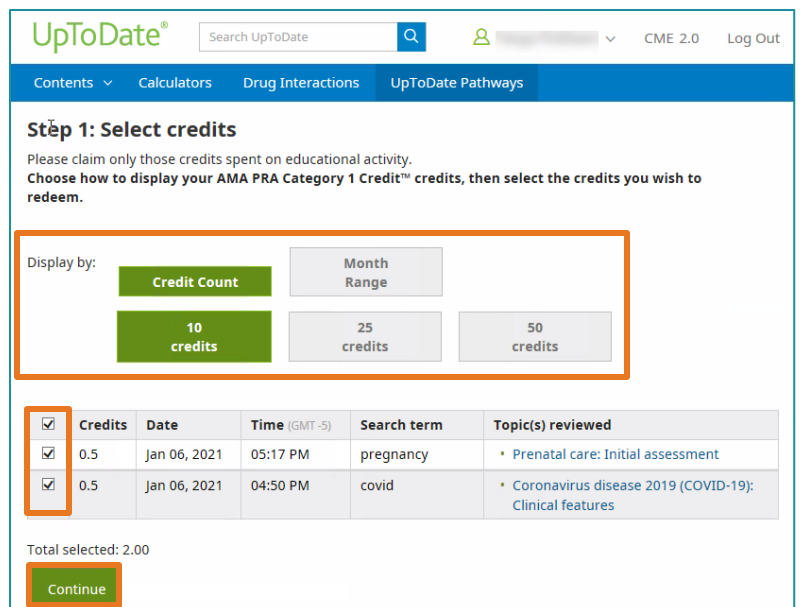 UpToDate®
Search UpToDate
CME 2.0
Log Out
Contents
Calculators
Drug Interactions
UpToDate Pathways
Step 1: Select credits
Please claim only those credits spent on educational activity.
Choose how to display your AMA PRA Category 1 Credit™ credits, then select the credits you wish to
redeem.
Display by:
Credit Count
Month
Range
10
credits
25
credits
50
credits
Credits Date Time (GMT -5) Search term Topic(s) reviewed
0.5 Jan 06, 2021 05:17 PM pregnancy • Prenatal care: Initial assessment
0.5 Jan 06, 2021 04:50 PM covid • Coronavirus disease 2019 (COVID-19):
Clinical features
Total selected: 2.00
Continue